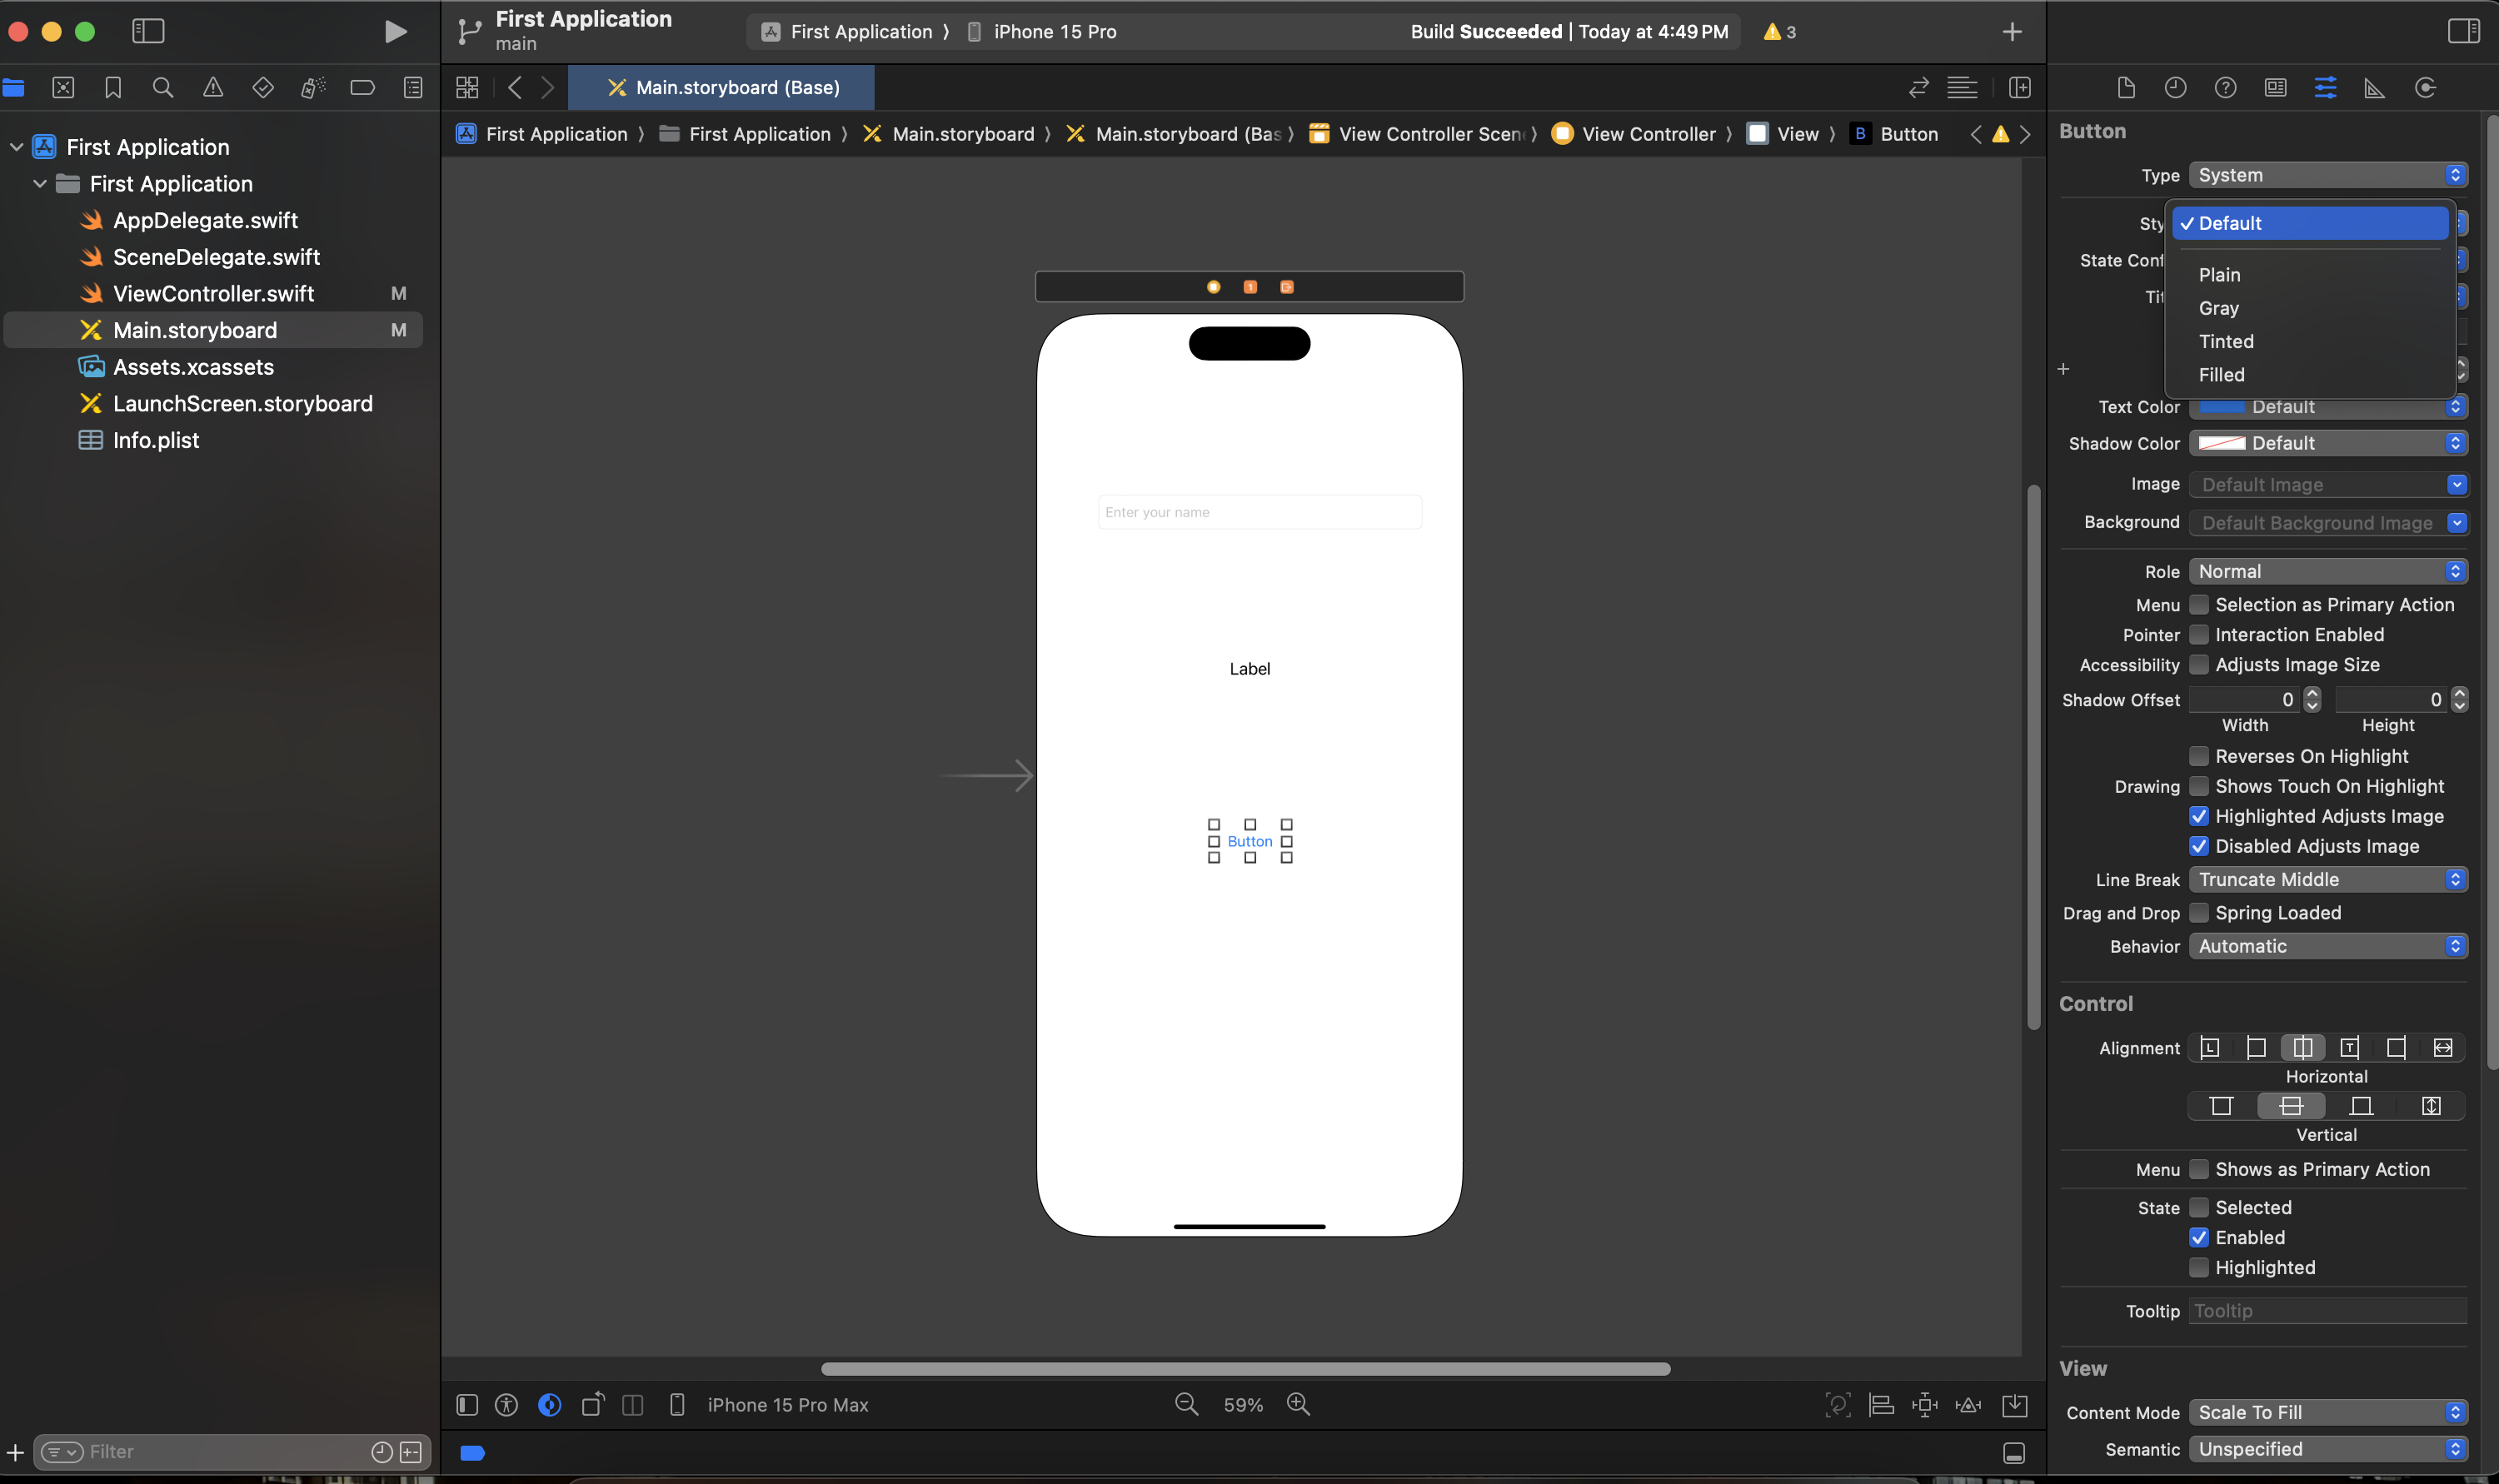 First Application
main
First Application 〉 iPhone 15 Pro
Build Succeeded | Today at 4:49 PM
3
Main.storyboard (Base)
First Application 〉 First Application 〉 Main.storyboard 〉 Main.storyboard (Bas 〉 View Controller Scen 〉 View Controller 〉 View 〉 B Button
First Application
First Application
AppDelegate.swift
SceneDelegate.swift
ViewController.swift M
Main.storyboard M
Assets.xcassets
LaunchScreen.storyboard
Info.plist
Filter
1
Enter your name
Label
Button
iPhone 15 Pro Max
59%
Button
Type System
Sty
Default
State Conf
Plain
Tit
Gray
Tinted
Filled
Text Color Default
Shadow Color Default
Image Default Image
Background Default Background Image
Role Normal
Menu Selection as Primary Action
Pointer Interaction Enabled
Accessibility Adjusts Image Size
Shadow Offset 0 0
Width Height
Reverses On Highlight
Drawing Shows Touch On Highlight
Highlighted Adjusts Image
Disabled Adjusts Image
Line Break Truncate Middle
Drag and Drop Spring Loaded
Behavior Automatic
Control
Alignment
Horizontal
Vertical
Menu Shows as Primary Action
State Selected
Enabled
Highlighted
Tooltip Tooltip
View
Content Mode Scale To Fill
Semantic Unspecified